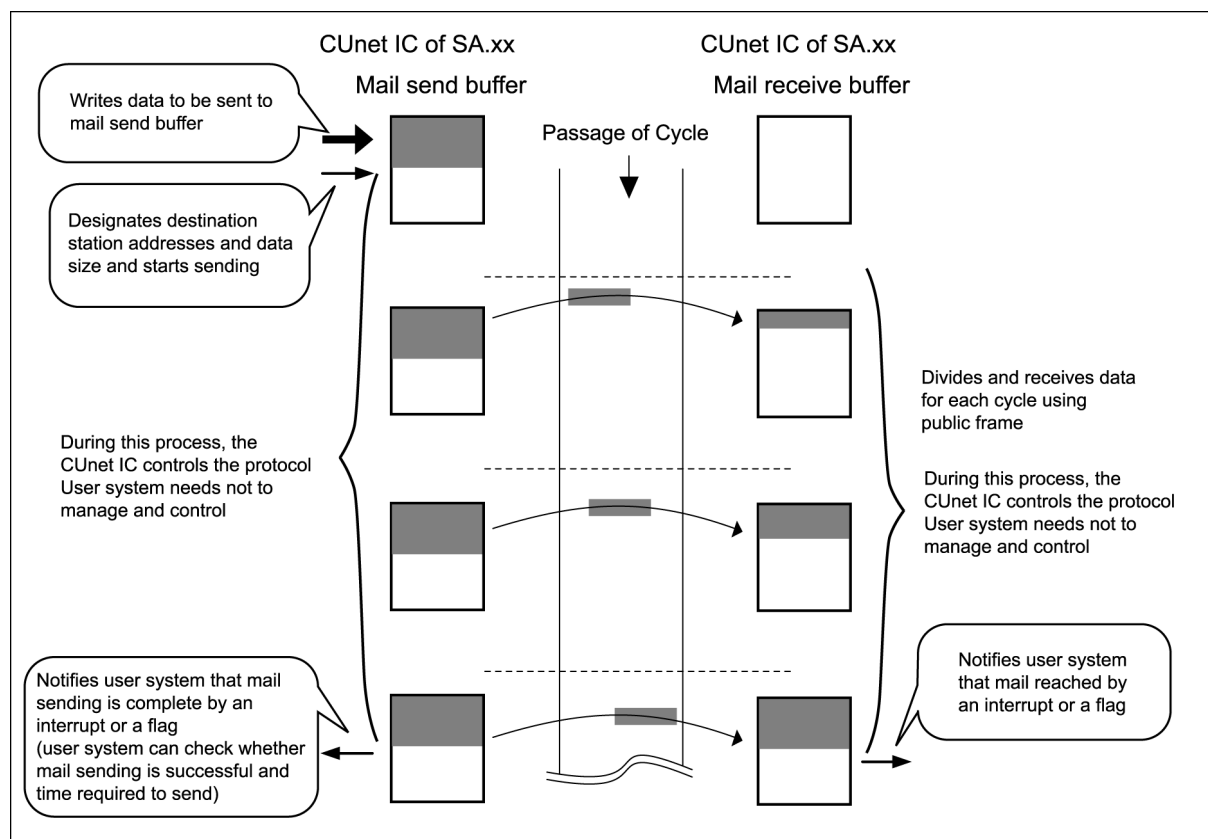 CUnet IC of SA.xx
Mail send buffer
CUnet IC of SA.xx
Mail receive buffer
Writes data to be sent to
mail send buffer
Passage of Cycle
Designates destination
station addresses and data
size and starts sending
During this process, the
CUnet IC controls the protocol
User system needs not to
manage and control
Divides and receives data
for each cycle using
public frame
During this process, the
CUnet IC controls the protocol
User system needs not to
manage and control
Notifies user system that mail
sending is complete by an
interrupt or a flag
(user system can check whether
mail sending is successful and
time required to send)
Notifies user system
that mail reached by
an interrupt or a flag